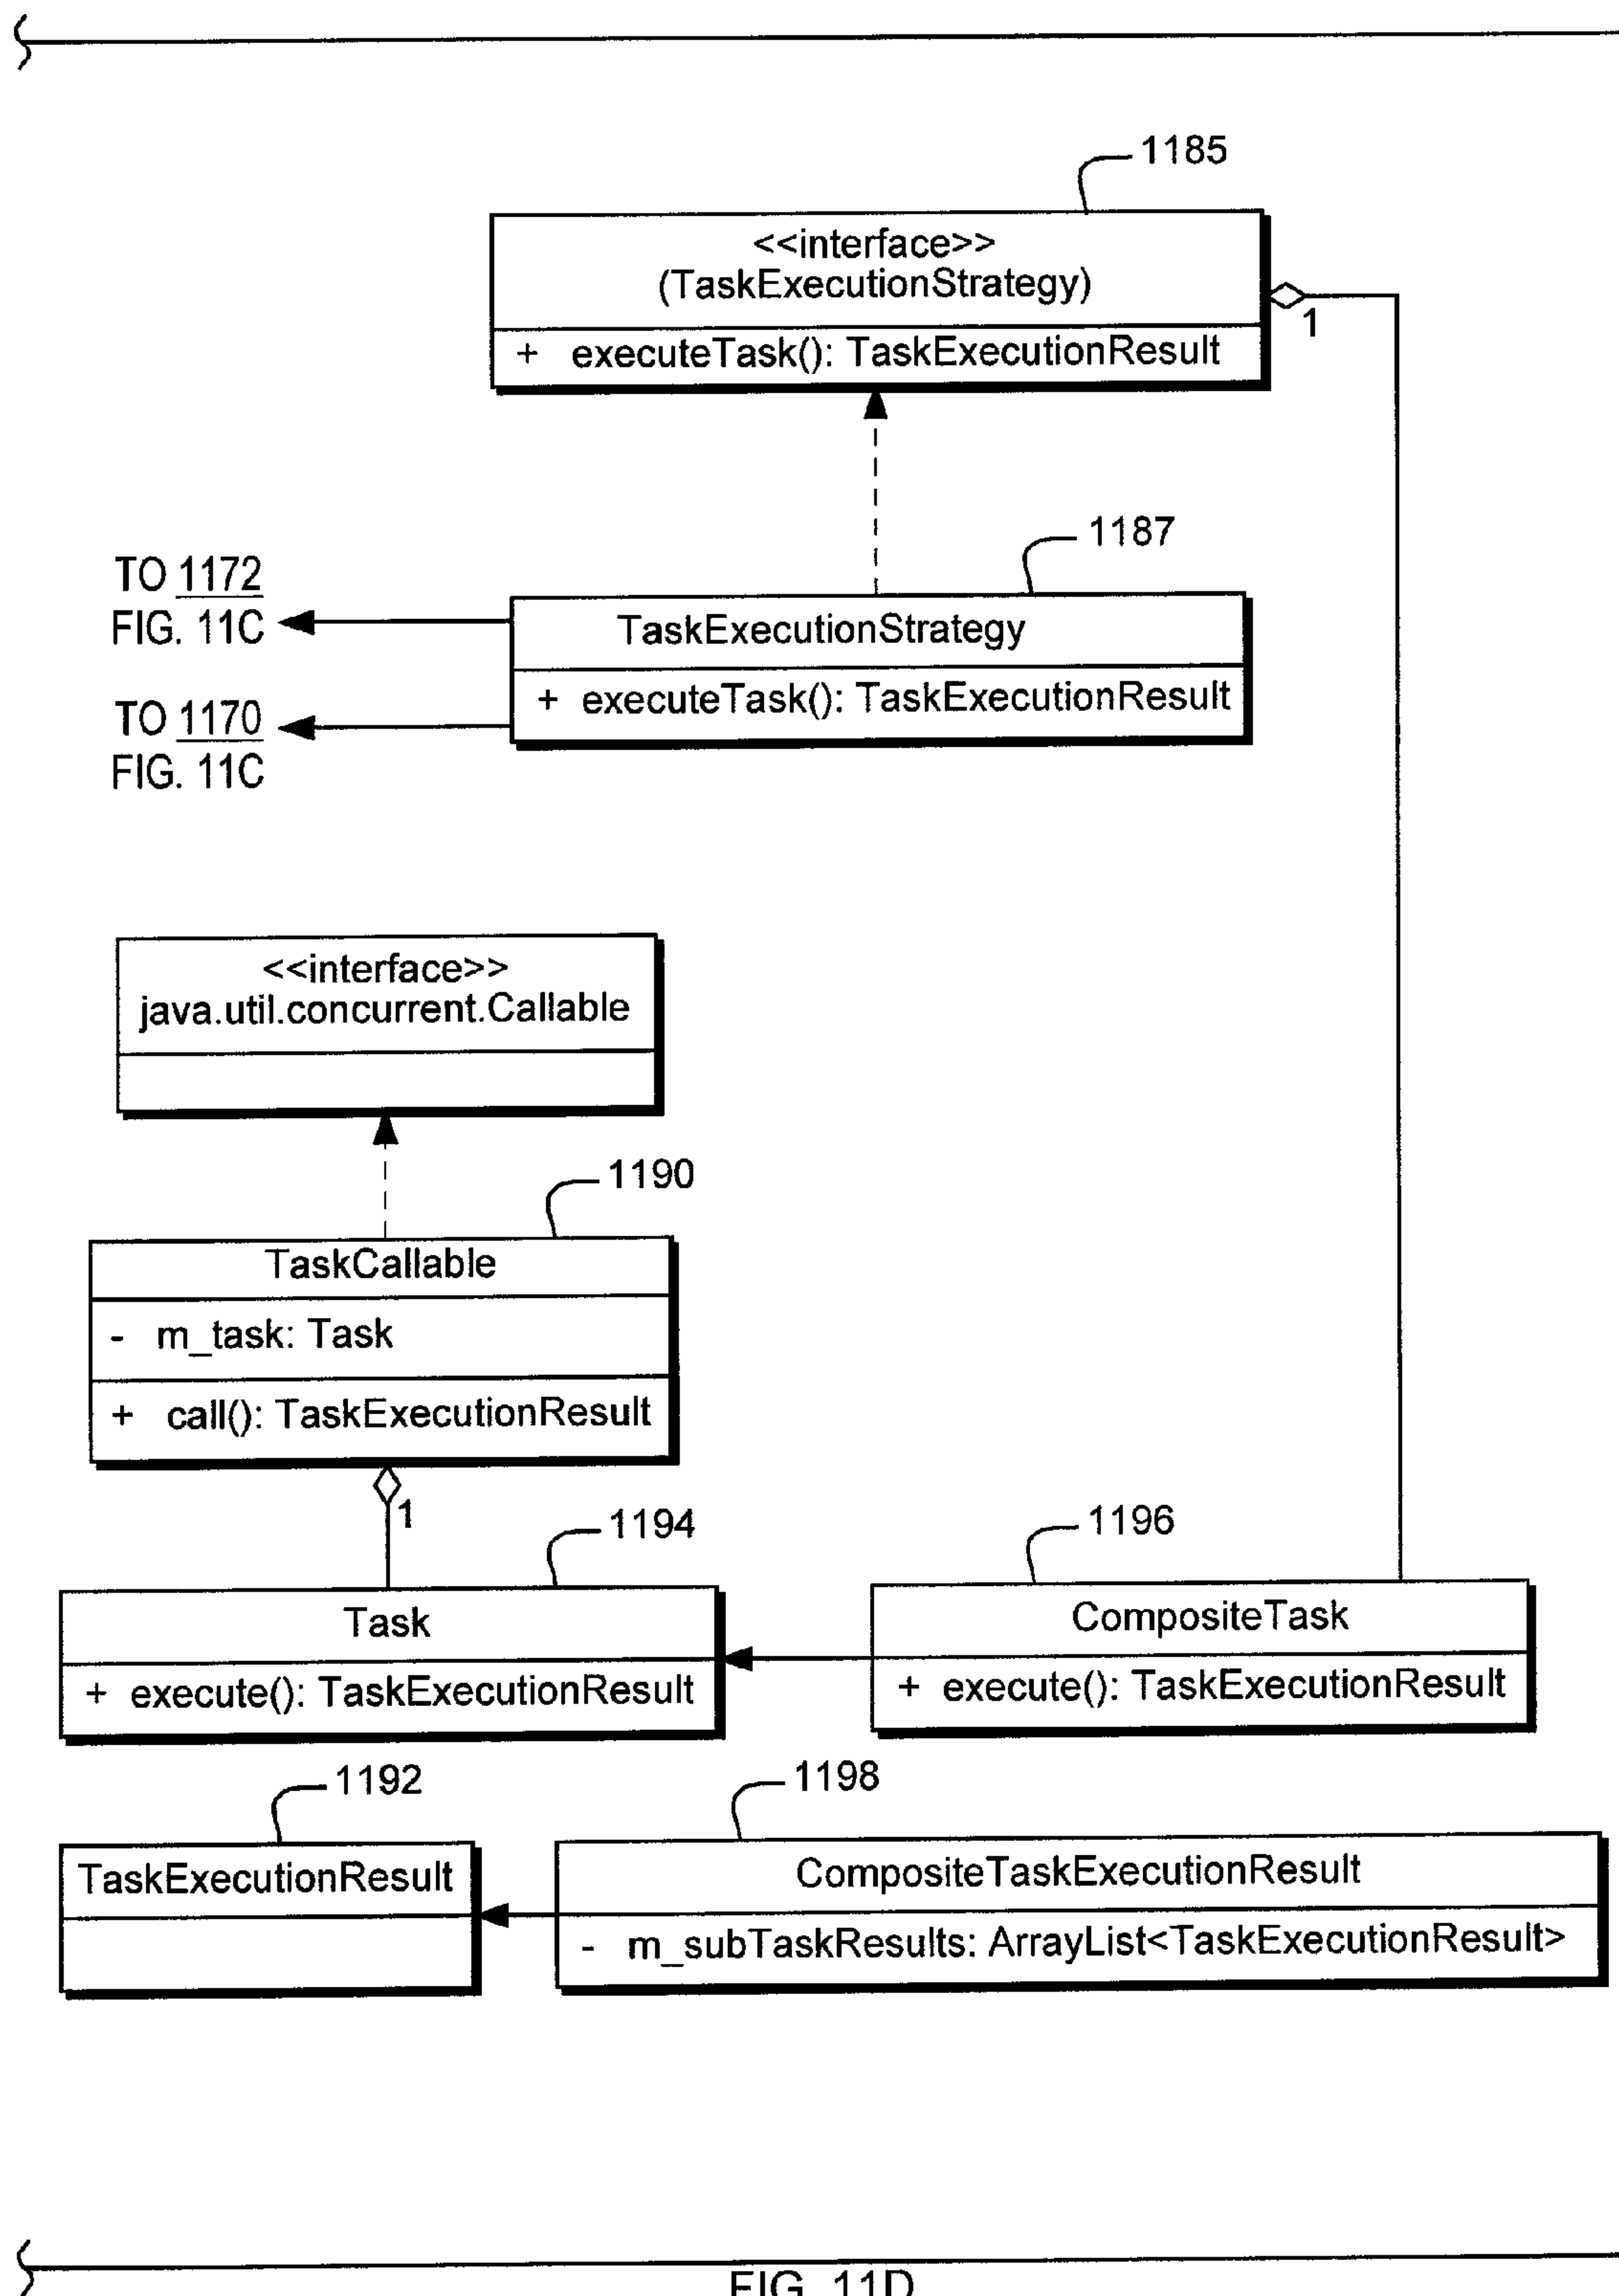 1185
<<interface>>
(TaskExecutionStrategy)
1
+ executeTask(): TaskExecutionResult
1187
TO 1172
FIG. 11C
TaskExecutionStrategy
+ executeTask(): TaskExecutionResult
TO 1170
FIG. 11C
<<interface>>
java.util.concurrent.Callable
1190
TaskCallable
- m_task: Task
+ call(): TaskExecutionResult
1
1194
1196
Task
CompositeTask
+ execute(): TaskExecutionResult
+ execute(): TaskExecutionResult
1192
1198
TaskExecutionResult
CompositeTaskExecutionResult
- m_subTaskResults: ArrayList<TaskExecutionResult>
FIG. 11D